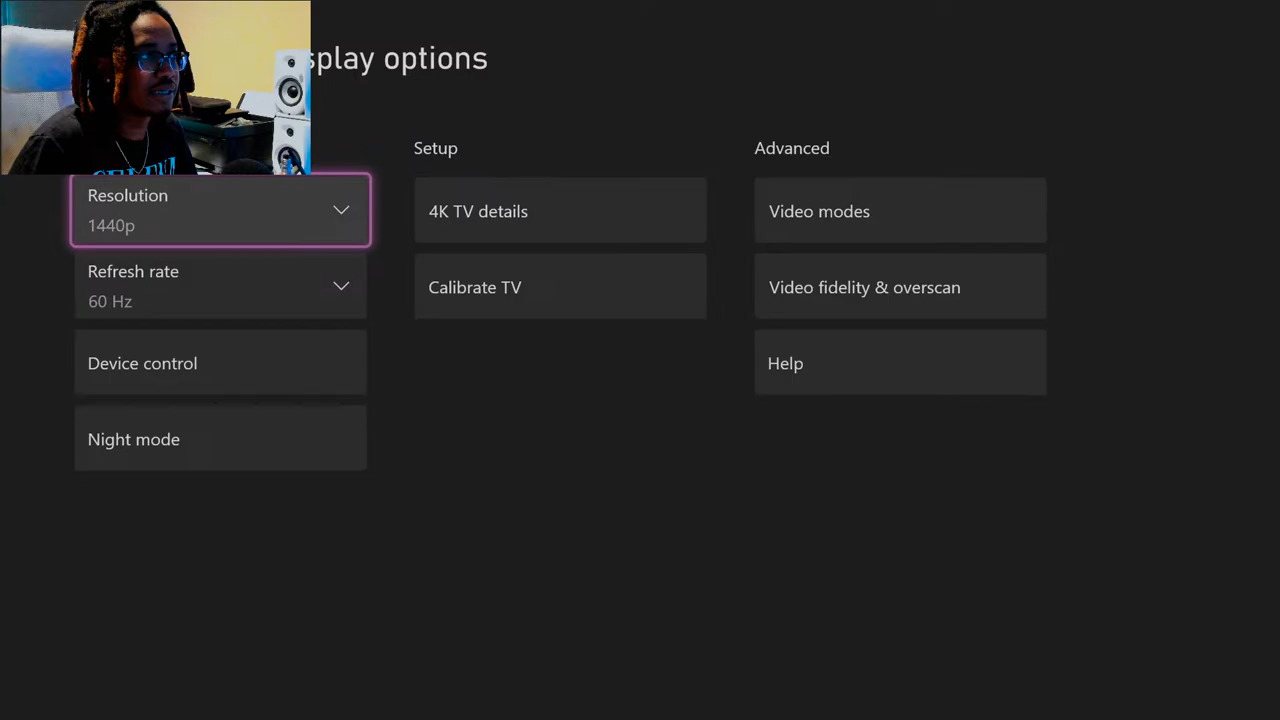 splay options
Resolution
1440p
Refresh rate
60 Hz
Device control
Night mode
Setup
4K TV details
Calibrate TV
Advanced
Video modes
Video fidelity & overscan
Help